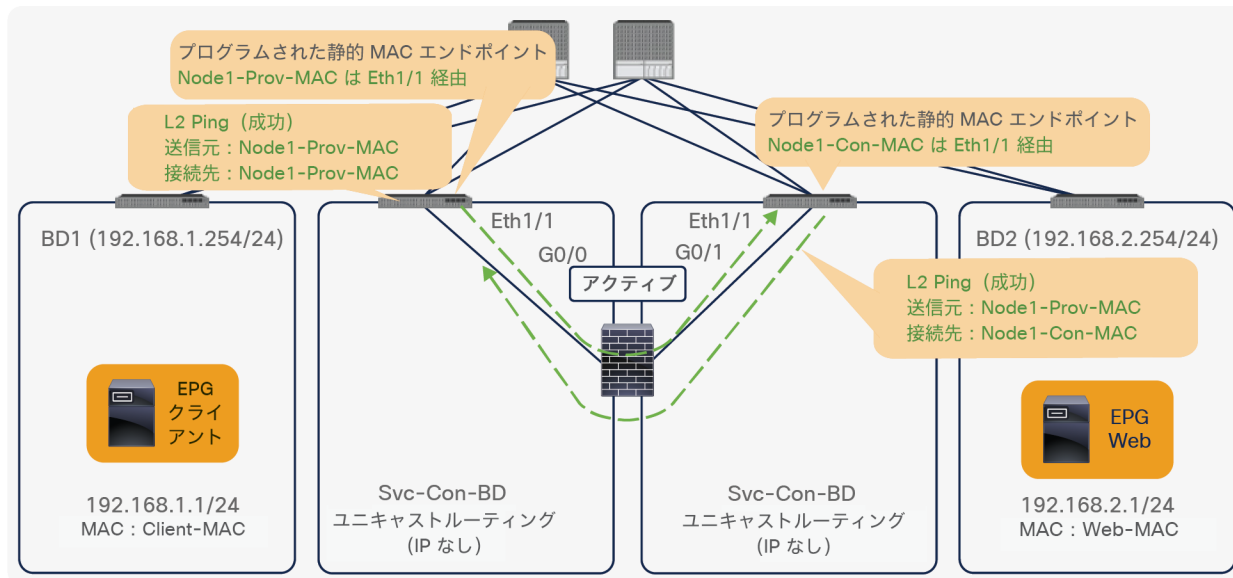 プログラムされた静的 MAC エンドポイント
Node1-Prov-MAC は Eth1/1 経由
L2 Ping（成功）
送信元：Node1-Prov-MAC
接続先：Node1-Prov-MAC
プログラムされた静的 MAC エンドポイント
Node1-Con-MAC は Eth1/1 経由
BD1 (192.168.1.254/24)
Eth1/1
Eth1/1
BD2 (192.168.2.254/24)
G0/0
G0/1
アクティブ
L2 Ping（成功）
送信元：Node1-Prov-MAC
接続先：Node1-Con-MAC
EPG
クライ
アント
EPG
Web
192.168.1.1/24
MAC：Client-MAC
Svc-Con-BD
ユニキャストルーティング
(IP なし)
Svc-Con-BD
ユニキャストルーティング
(IP なし)
192.168.2.1/24
MAC：Web-MAC